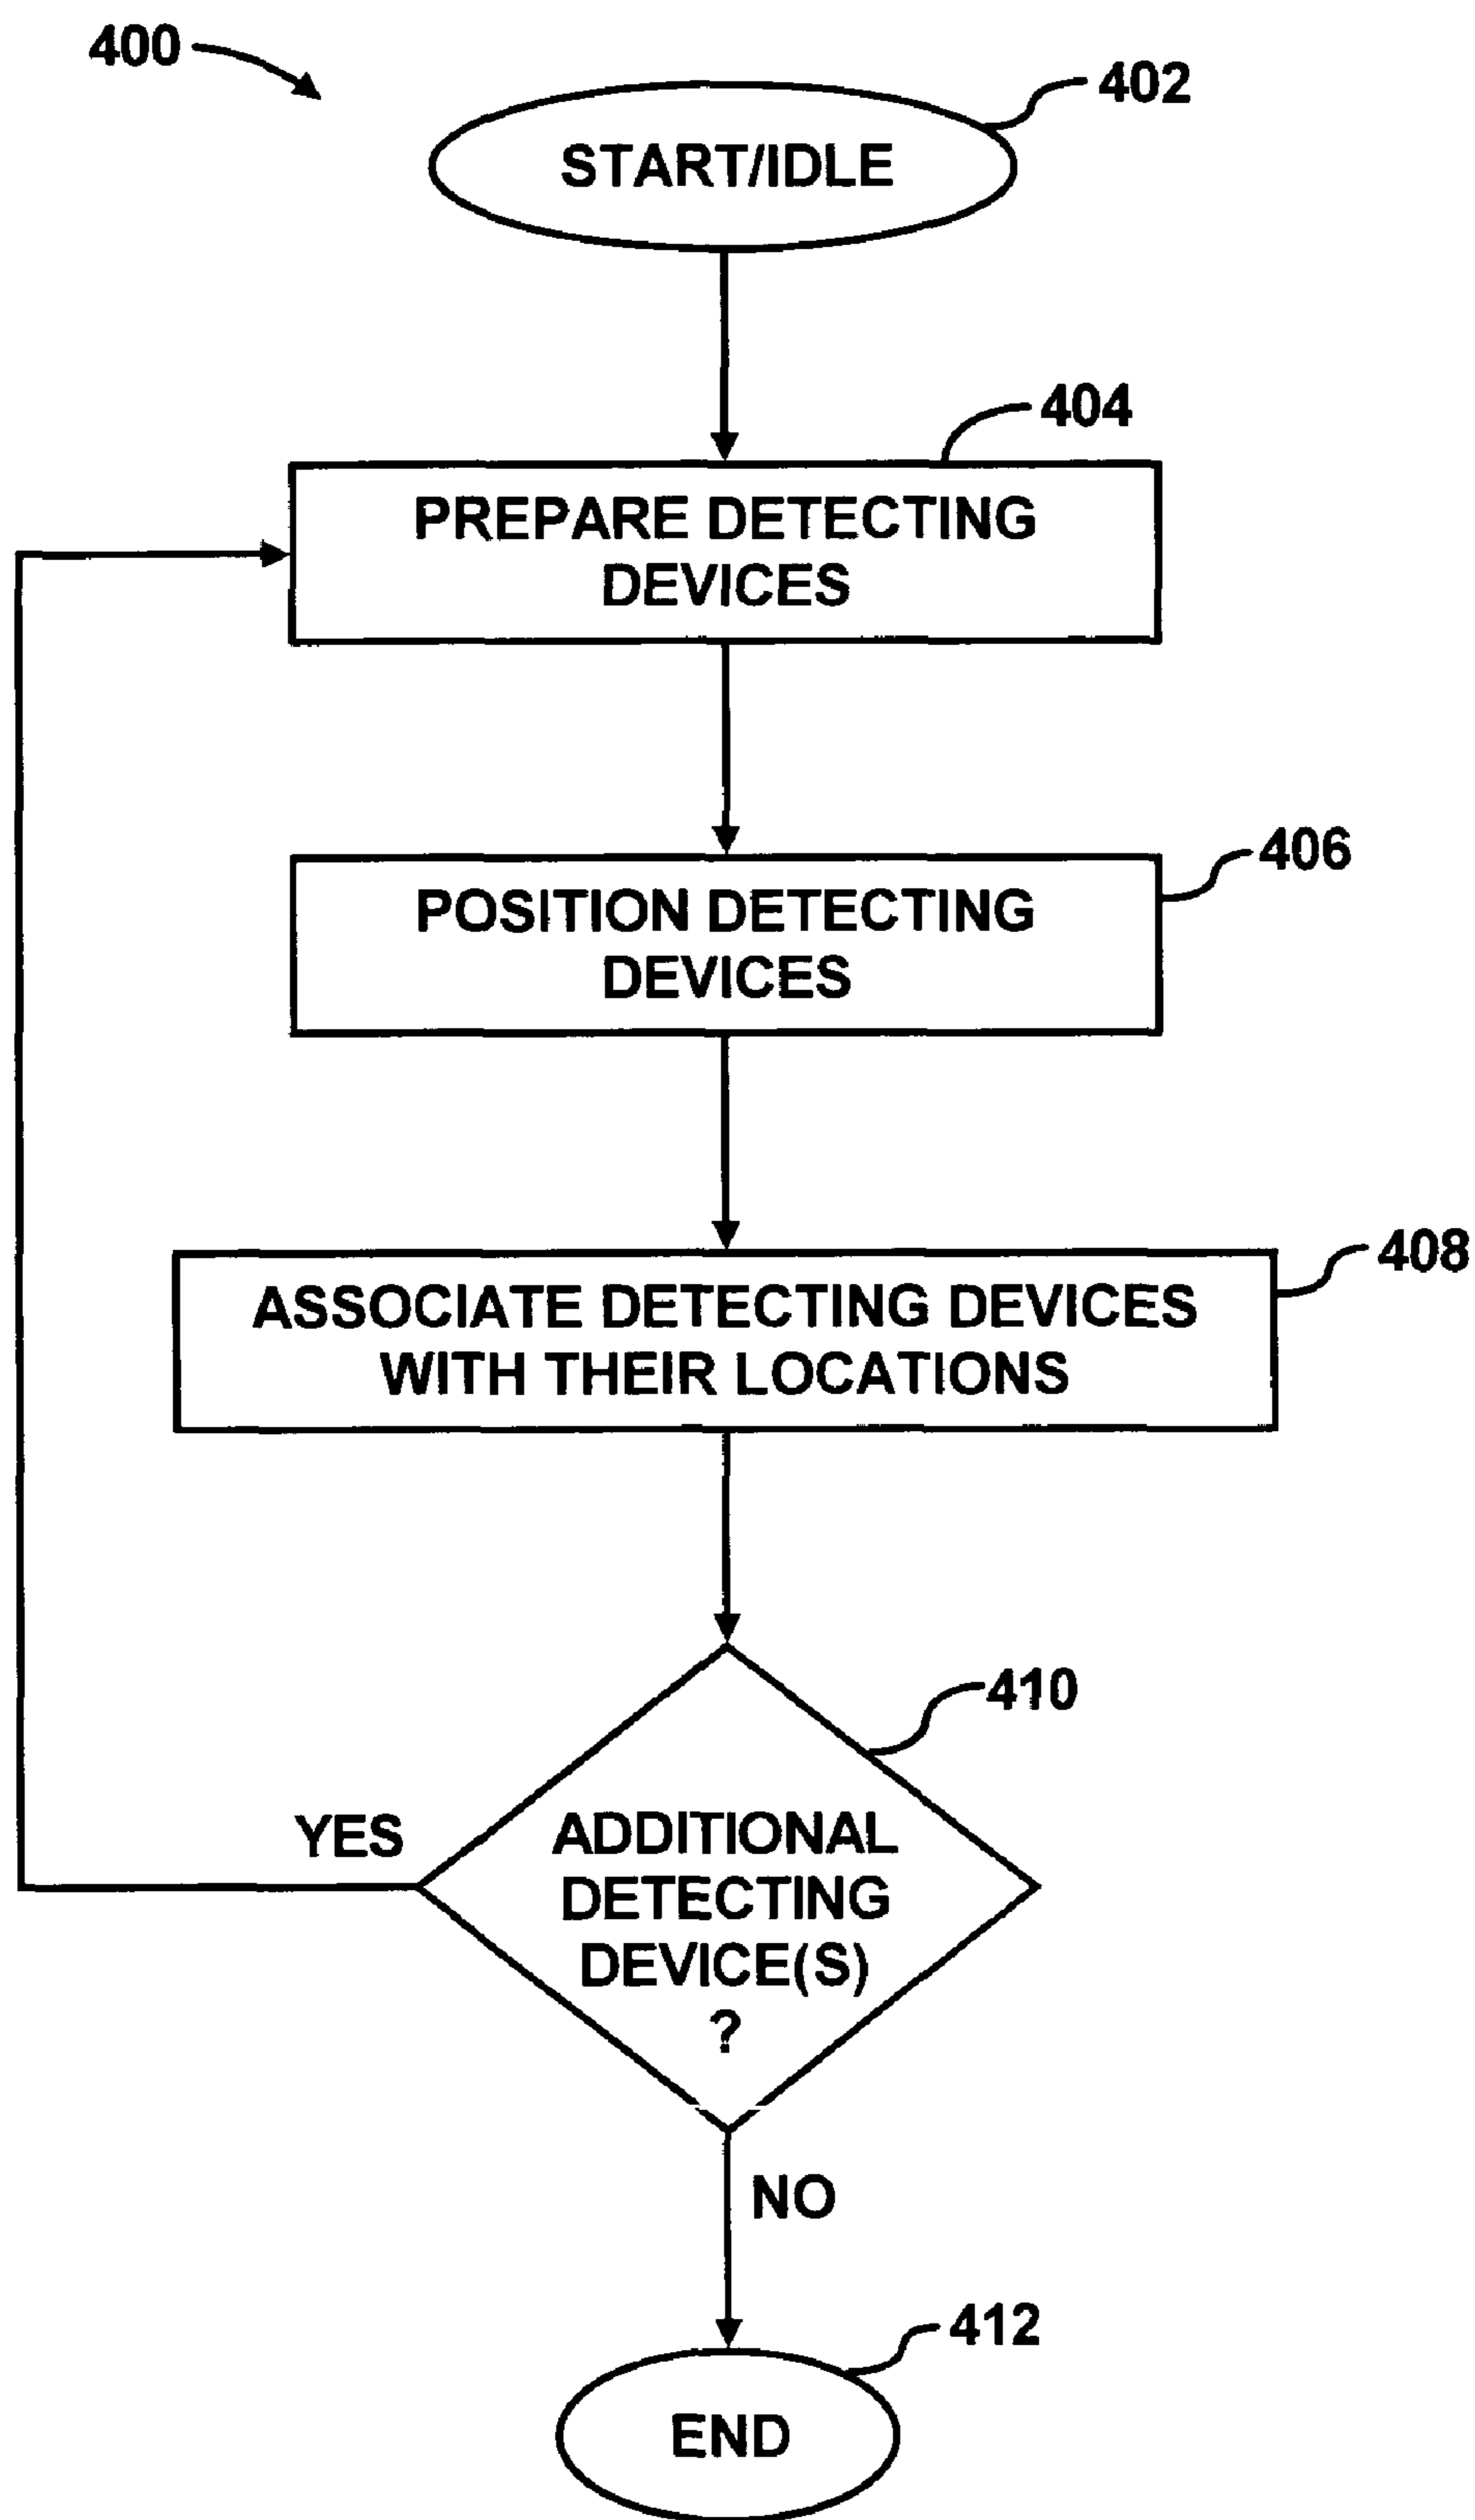 400
402
START/IDLE
404
PREPARE DETECTING
DEVICES
406
POSITION DETECTING
DEVICES
408
ASSOCIATE DETECTING DEVICES
WITH THEIR LOCATIONS
410
YES
ADDITIONAL
DETECTING
DEVICE(S)
?
NO
412
END